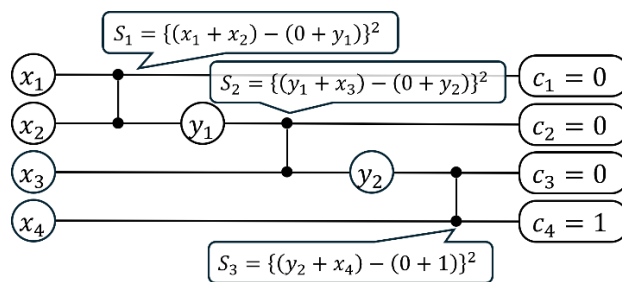 S₁ = {(x₁ + x₂) − (0 + y₁)}²
x₁
S₂ = {(y₁ + x₃) − (0 + y₂)}²
c₁ = 0
x₂
y₁
c₂ = 0
x₃
y₂
c₃ = 0
x₄
c₄ = 1
S₃ = {(y₂ + x₄) − (0 + 1)}²